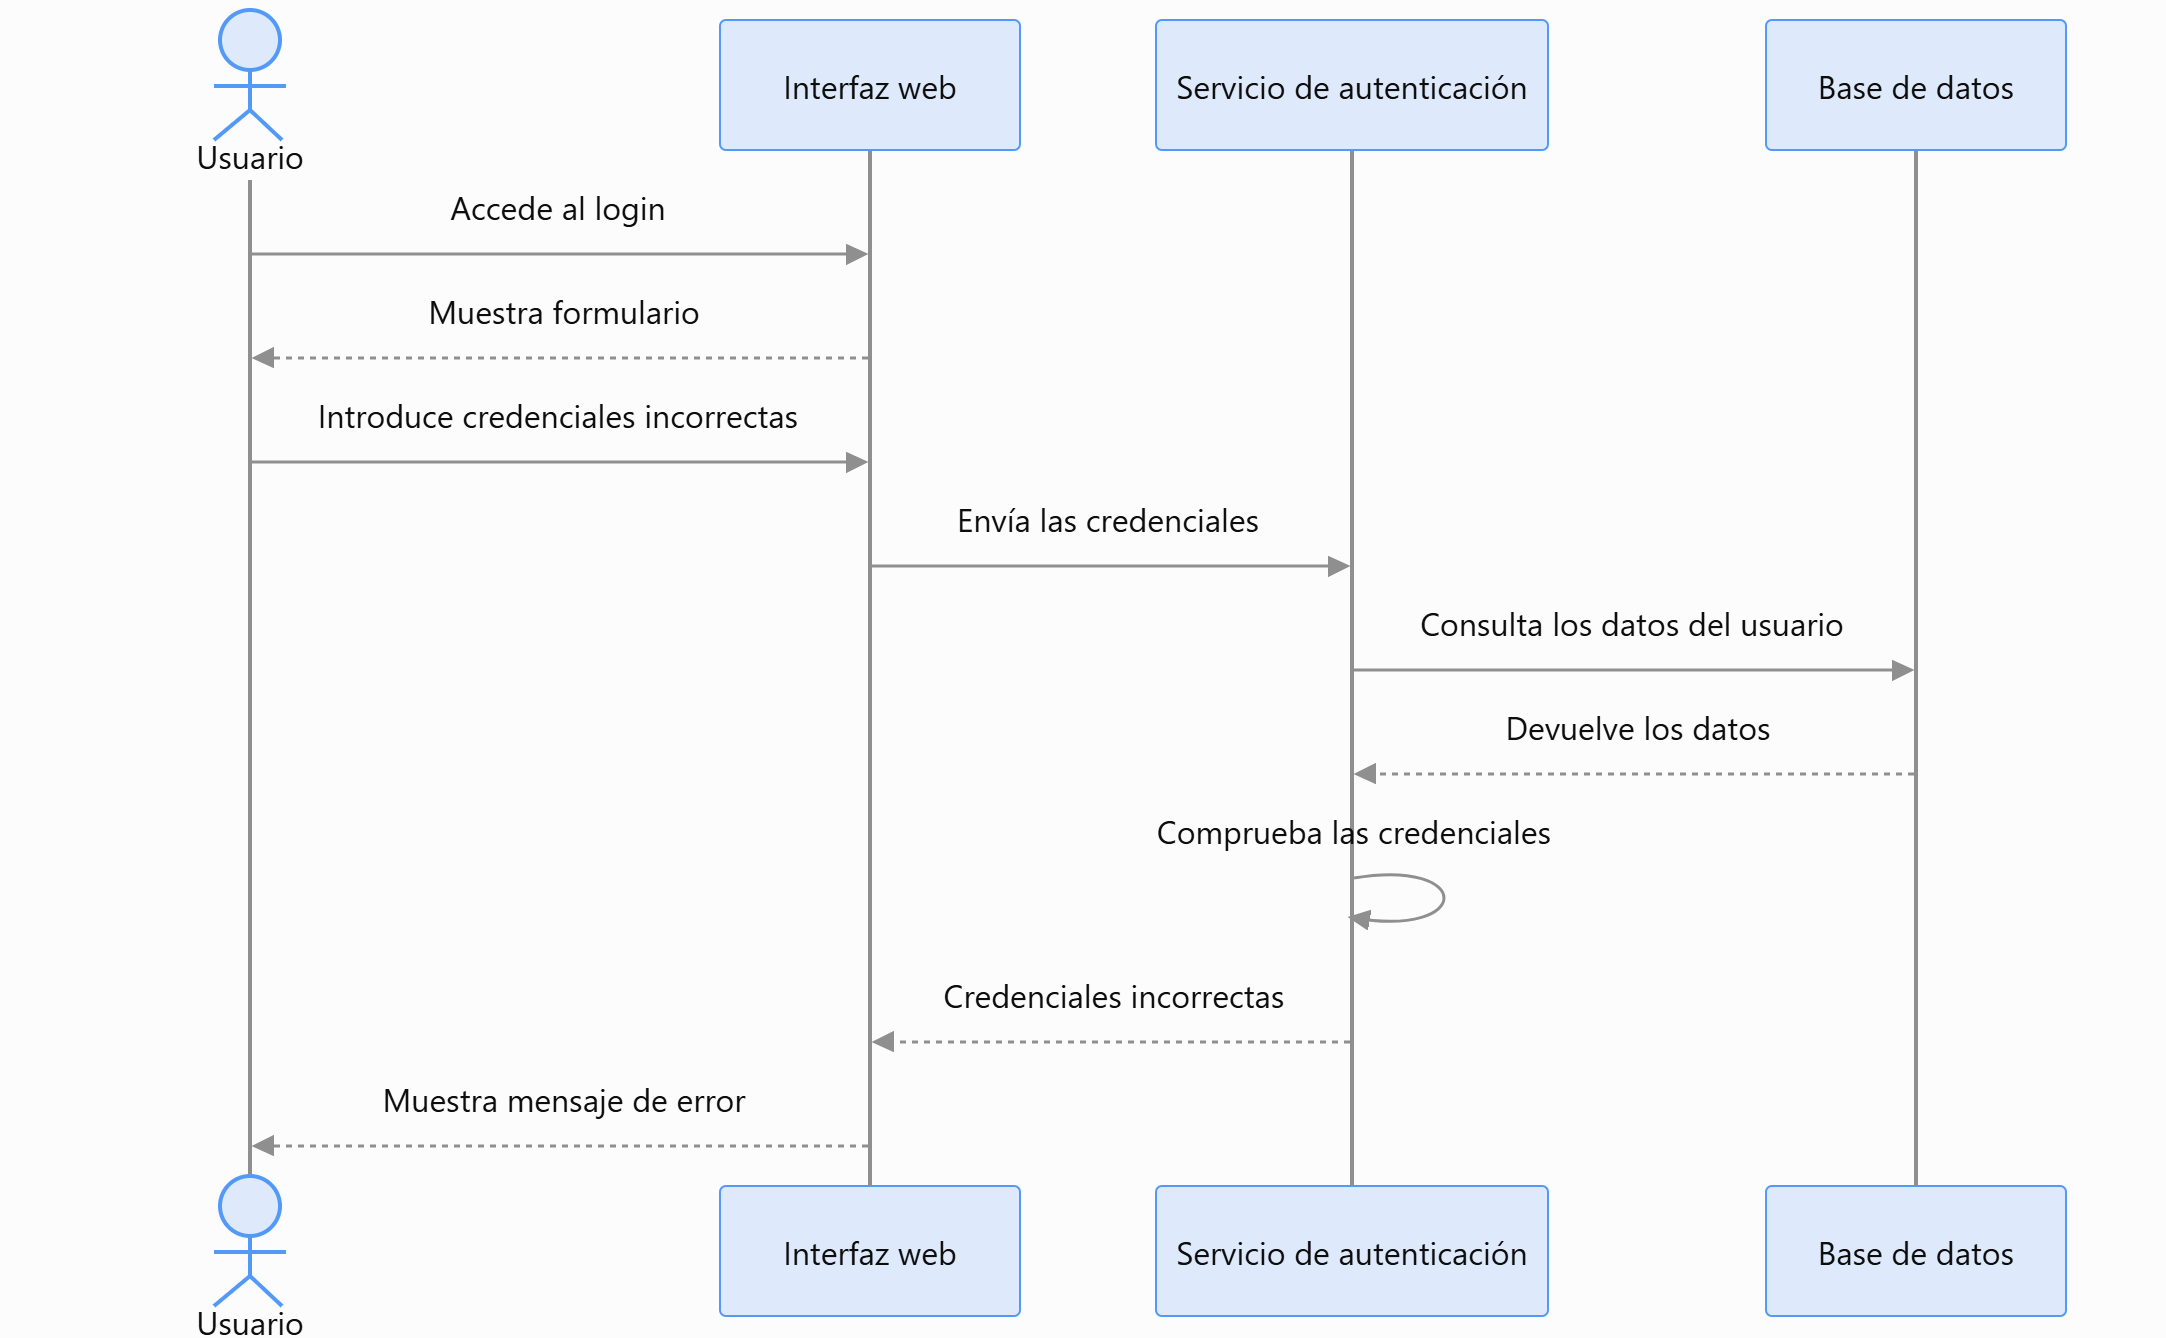 Usuario
Interfaz web
Servicio de autenticación
Base de datos
Accede al login
Muestra formulario
Introduce credenciales incorrectas
Envía las credenciales
Consulta los datos del usuario
Devuelve los datos
Comprueba las credenciales
Credenciales incorrectas
Muestra mensaje de error
Interfaz web
Servicio de autenticación
Base de datos
Usuario